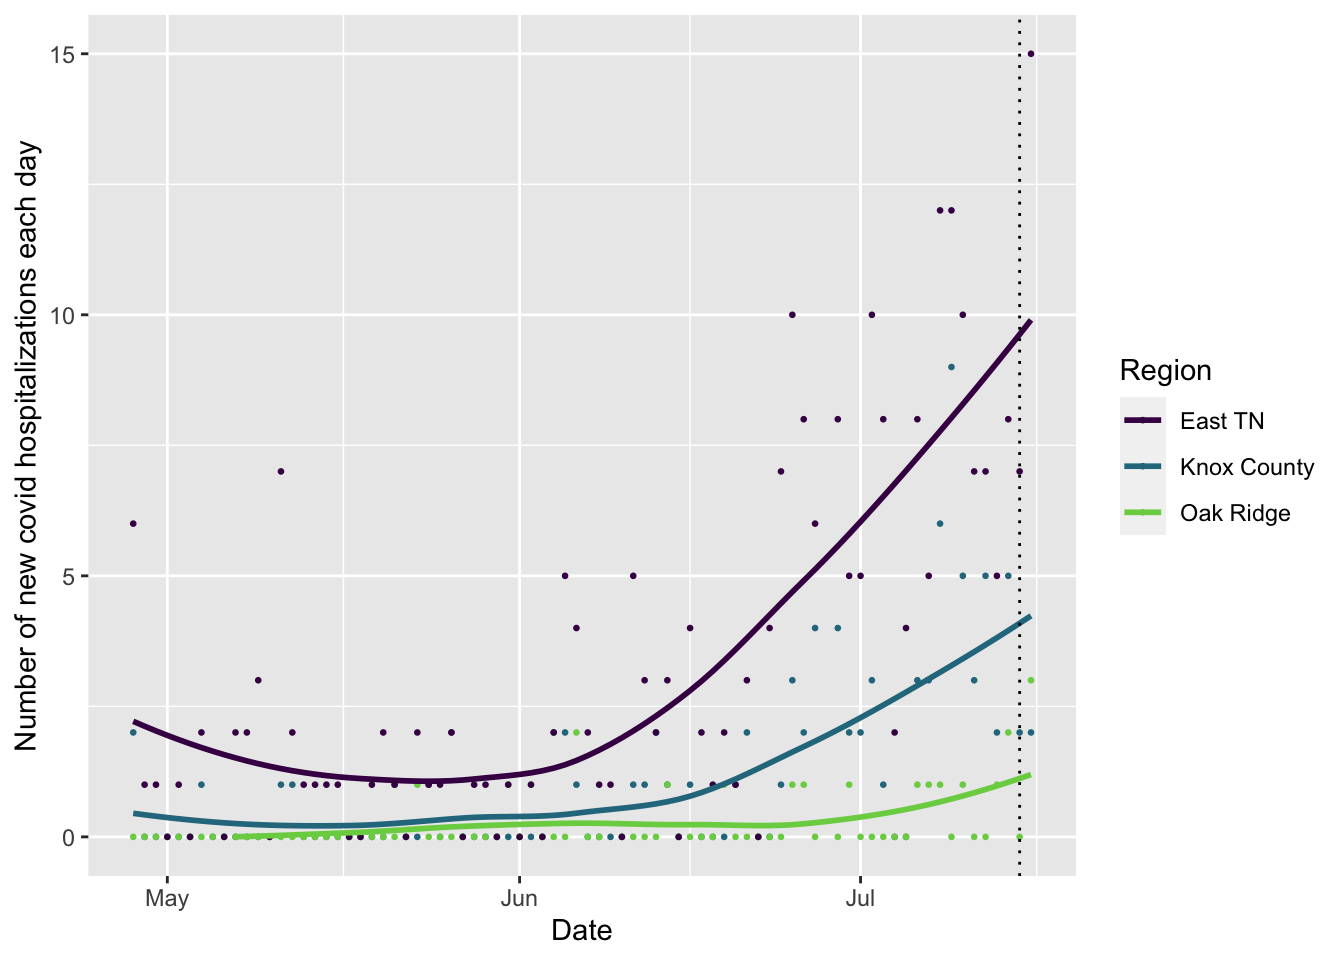 Number of new covid hospitalizations each day
15
10
5
0
May
Jun
Jul
Date
Region
East TN
Knox County
Oak Ridge